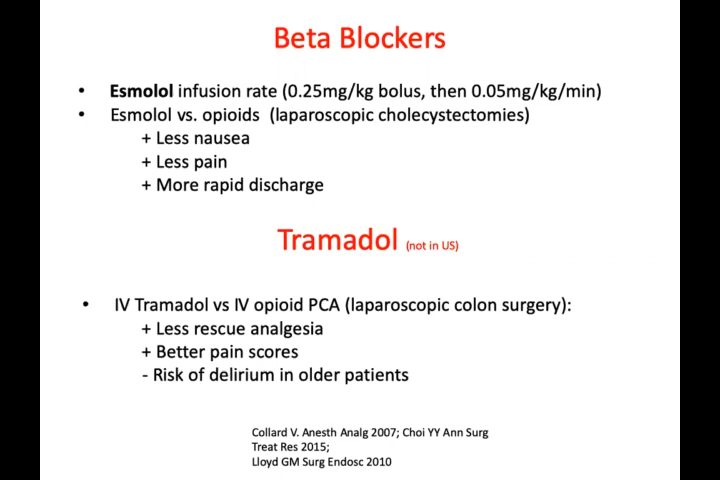 Beta Blockers
• Esmolol infusion rate (0.25mg/kg bolus, then 0.05mg/kg/min)
• Esmolol vs. opioids (laparoscopic cholecystectomies)
+ Less nausea
+ Less pain
+ More rapid discharge
Tramadol (not in US)
• IV Tramadol vs IV opioid PCA (laparoscopic colon surgery):
+ Less rescue analgesia
+ Better pain scores
- Risk of delirium in older patients
Collard V. Anesth Analg 2007; Choi YY Ann Surg
Treat Res 2015;
Lloyd GM Surg Endosc 2010